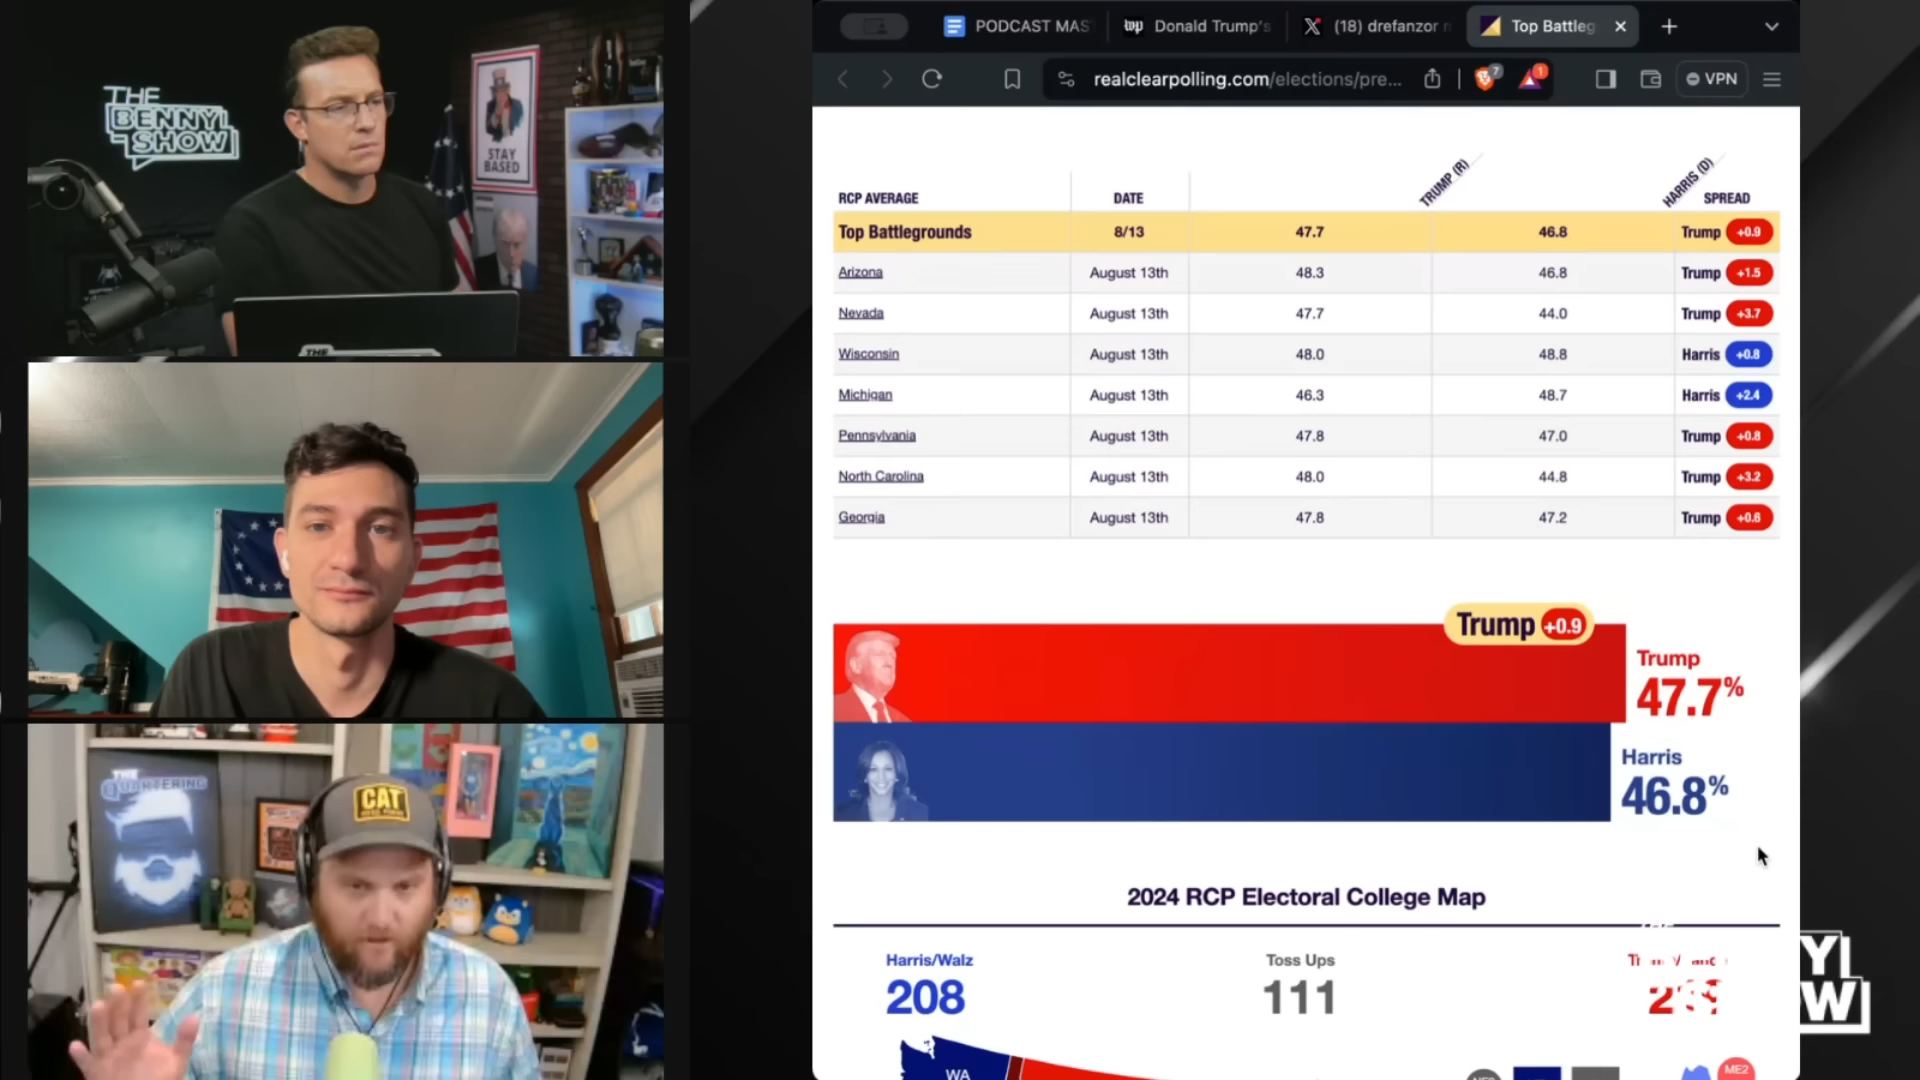 THE
BENNY
SHOW
STAY
BASED
THE
THE
QUARTERING
CAT
PODCAST MAS
Donald Trump's
(18) drefanzor
Top Battleg
realclearpolling.com/elections/pre...
7
1
VPN
RCP AVERAGE
DATE
TRUMP (R)
HARRIS (D)
SPREAD
Top Battlegrounds 8/13 47.7 46.8 Trump +0.9
Arizona August 13th 48.3 46.8 Trump +1.5
Nevada August 13th 47.7 44.0 Trump +3.7
Wisconsin August 13th 48.0 48.8 Harris +0.8
Michigan August 13th 46.3 48.7 Harris +2.4
Pennsylvania August 13th 47.8 47.0 Trump +0.8
North Carolina August 13th 48.0 44.8 Trump +3.2
Georgia August 13th 47.8 47.2 Trump
Trump +0.9
Trump
47.7%
Harris
46.8%
2024 RCP Electoral College Map
Harris/Walz
208
Toss Ups
111
WA
ME2